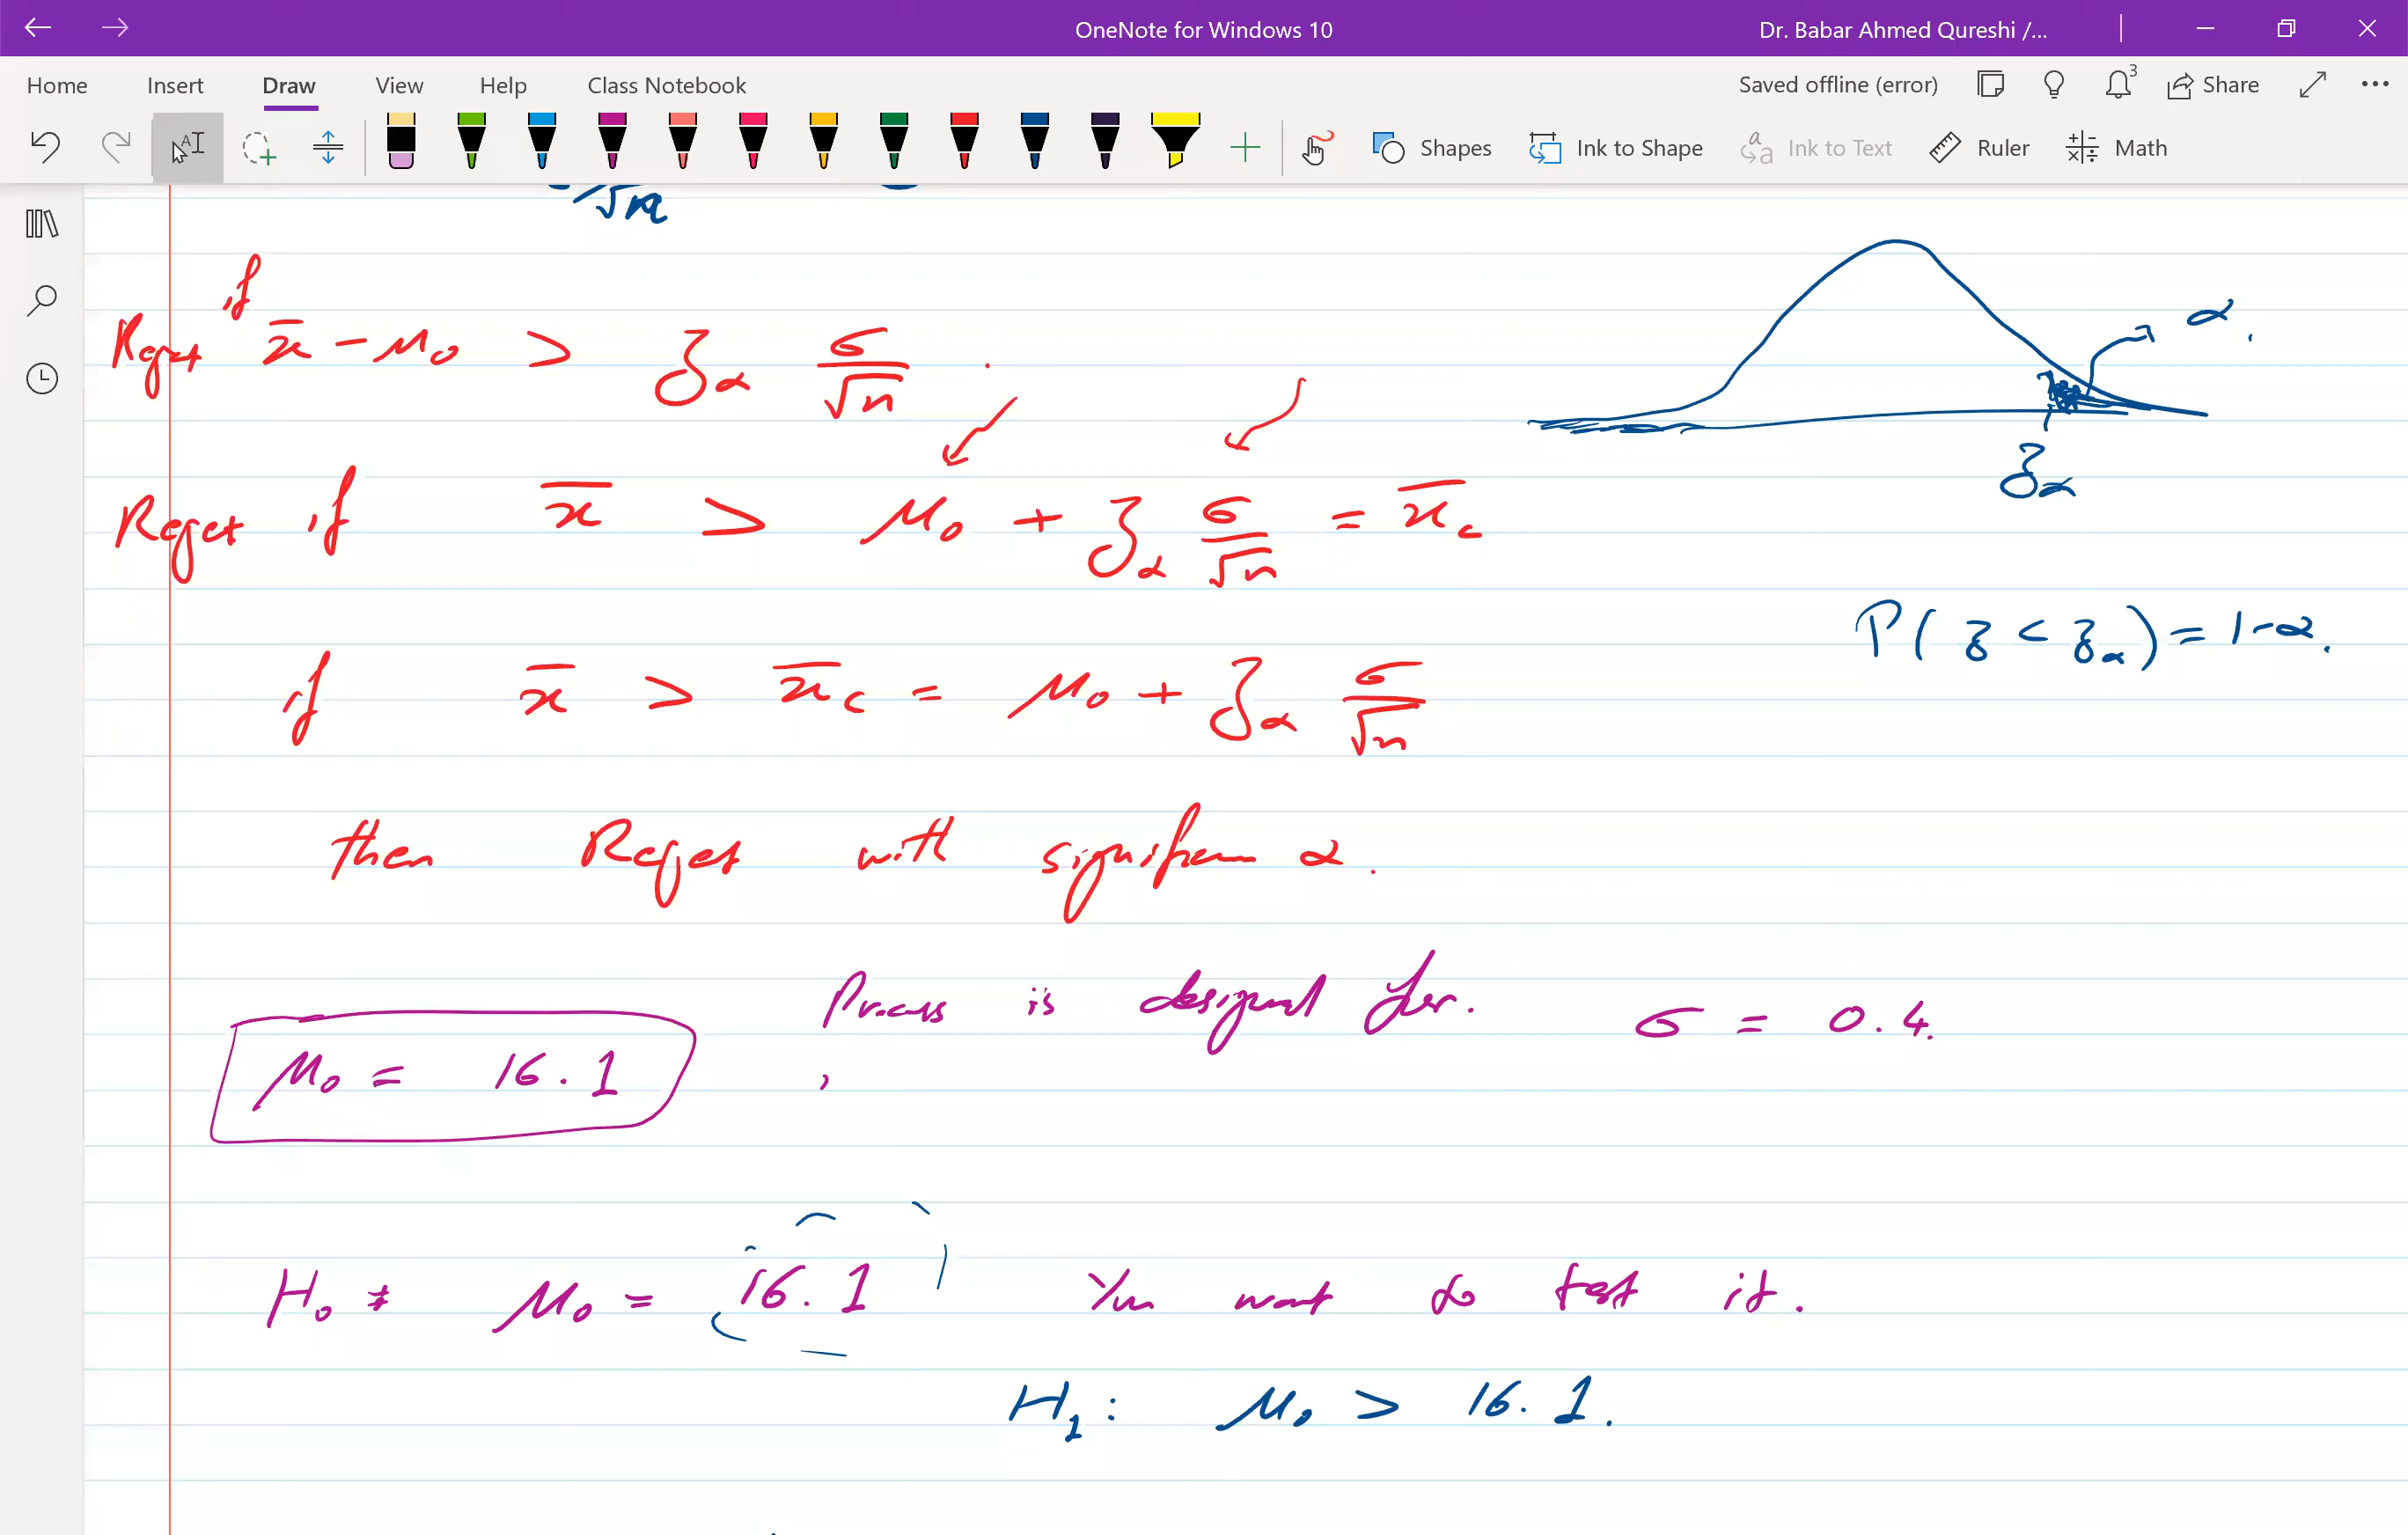 OneNote for Windows 10
Dr. Babar Ahmed Qureshi /...
Home Insert Draw View Help Class Notebook
Saved offline (error) 3 Share
Shapes Ink to Shape Ink to Text Ruler Math
√n
if
Reject x̄ - μ₀ > z_α σ/√n .
α.
z_α
Reject if x̄ > μ₀ + z_α σ/√n = x̄_c
P(z < z_α) = 1-α.
if x̄ > x̄_c = μ₀ + z_α σ/√n
then Reject with α.
Process is designed for. σ = 0.4.
μ₀ = 16.1 ,
H₀ : μ₀ = 16.1 You want to test it.
H₁ : μ₀ > 16.1.